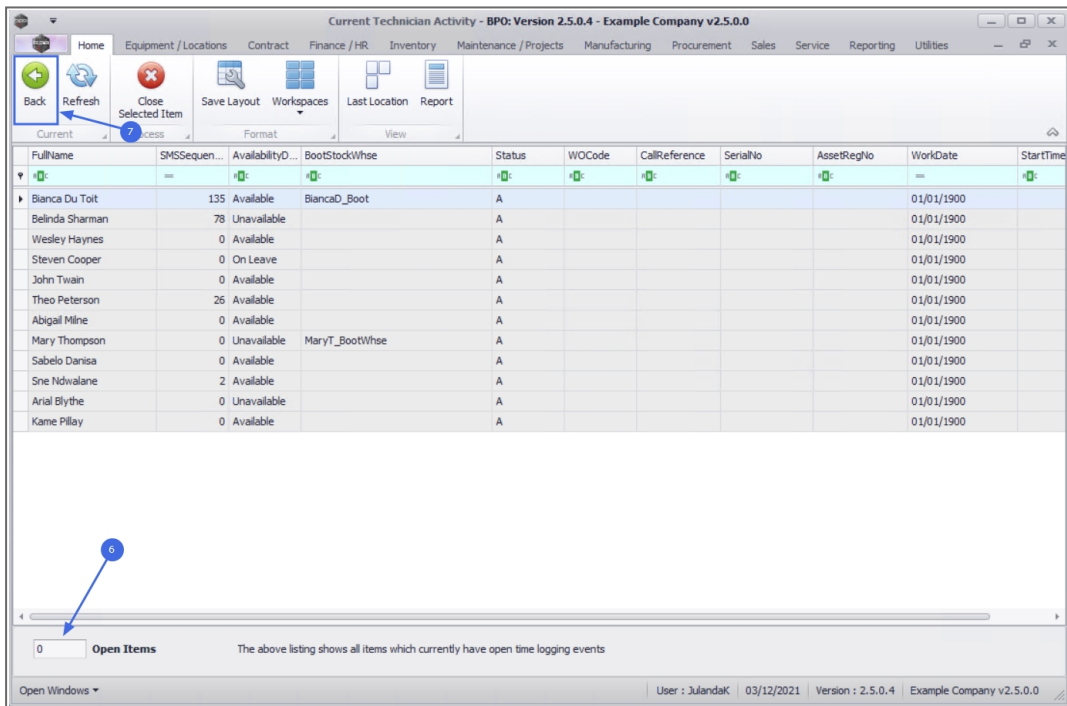 Current Technician Activity - BPO: Version 2.5.0.4 - Example Company v2.5.0.0
Home Equipment / Locations Contract Finance / HR Inventory Maintenance / Projects Manufacturing Procurement Sales Service Reporting Utilities
Back Refresh Close Selected Item Save Layout Workspaces Last Location Report
Current 7 ocess Format View
FullName SMSSequen... AvailabilityD... BootStockWhse Status WOCode CallReference SerialNo AssetRegNo WorkDate StartTime
Bianca Du Toit 135 Available BiancaD_Boot A 01/01/1900
Belinda Sharman 78 Unavailable A 01/01/1900
Wesley Haynes 0 Available A 01/01/1900
Steven Cooper 0 On Leave A 01/01/1900
John Twain 0 Available A 01/01/1900
Theo Peterson 26 Available A 01/01/1900
Abigail Milne 0 Available A 01/01/1900
Mary Thompson 0 Unavailable MaryT_BootWhse A 01/01/1900
Sabelo Danisa 0 Available A 01/01/1900
Sne Ndwalane 2 Available A 01/01/1900
Arial Blythe 0 Unavailable A 01/01/1900
Kame Pillay 0 Available A 01/01/1900
6
0 Open Items The above listing shows all items which currently have open time logging events
Open Windows User : JulandaK 03/12/2021 Version : 2.5.0.4 Example Company v2.5.0.0